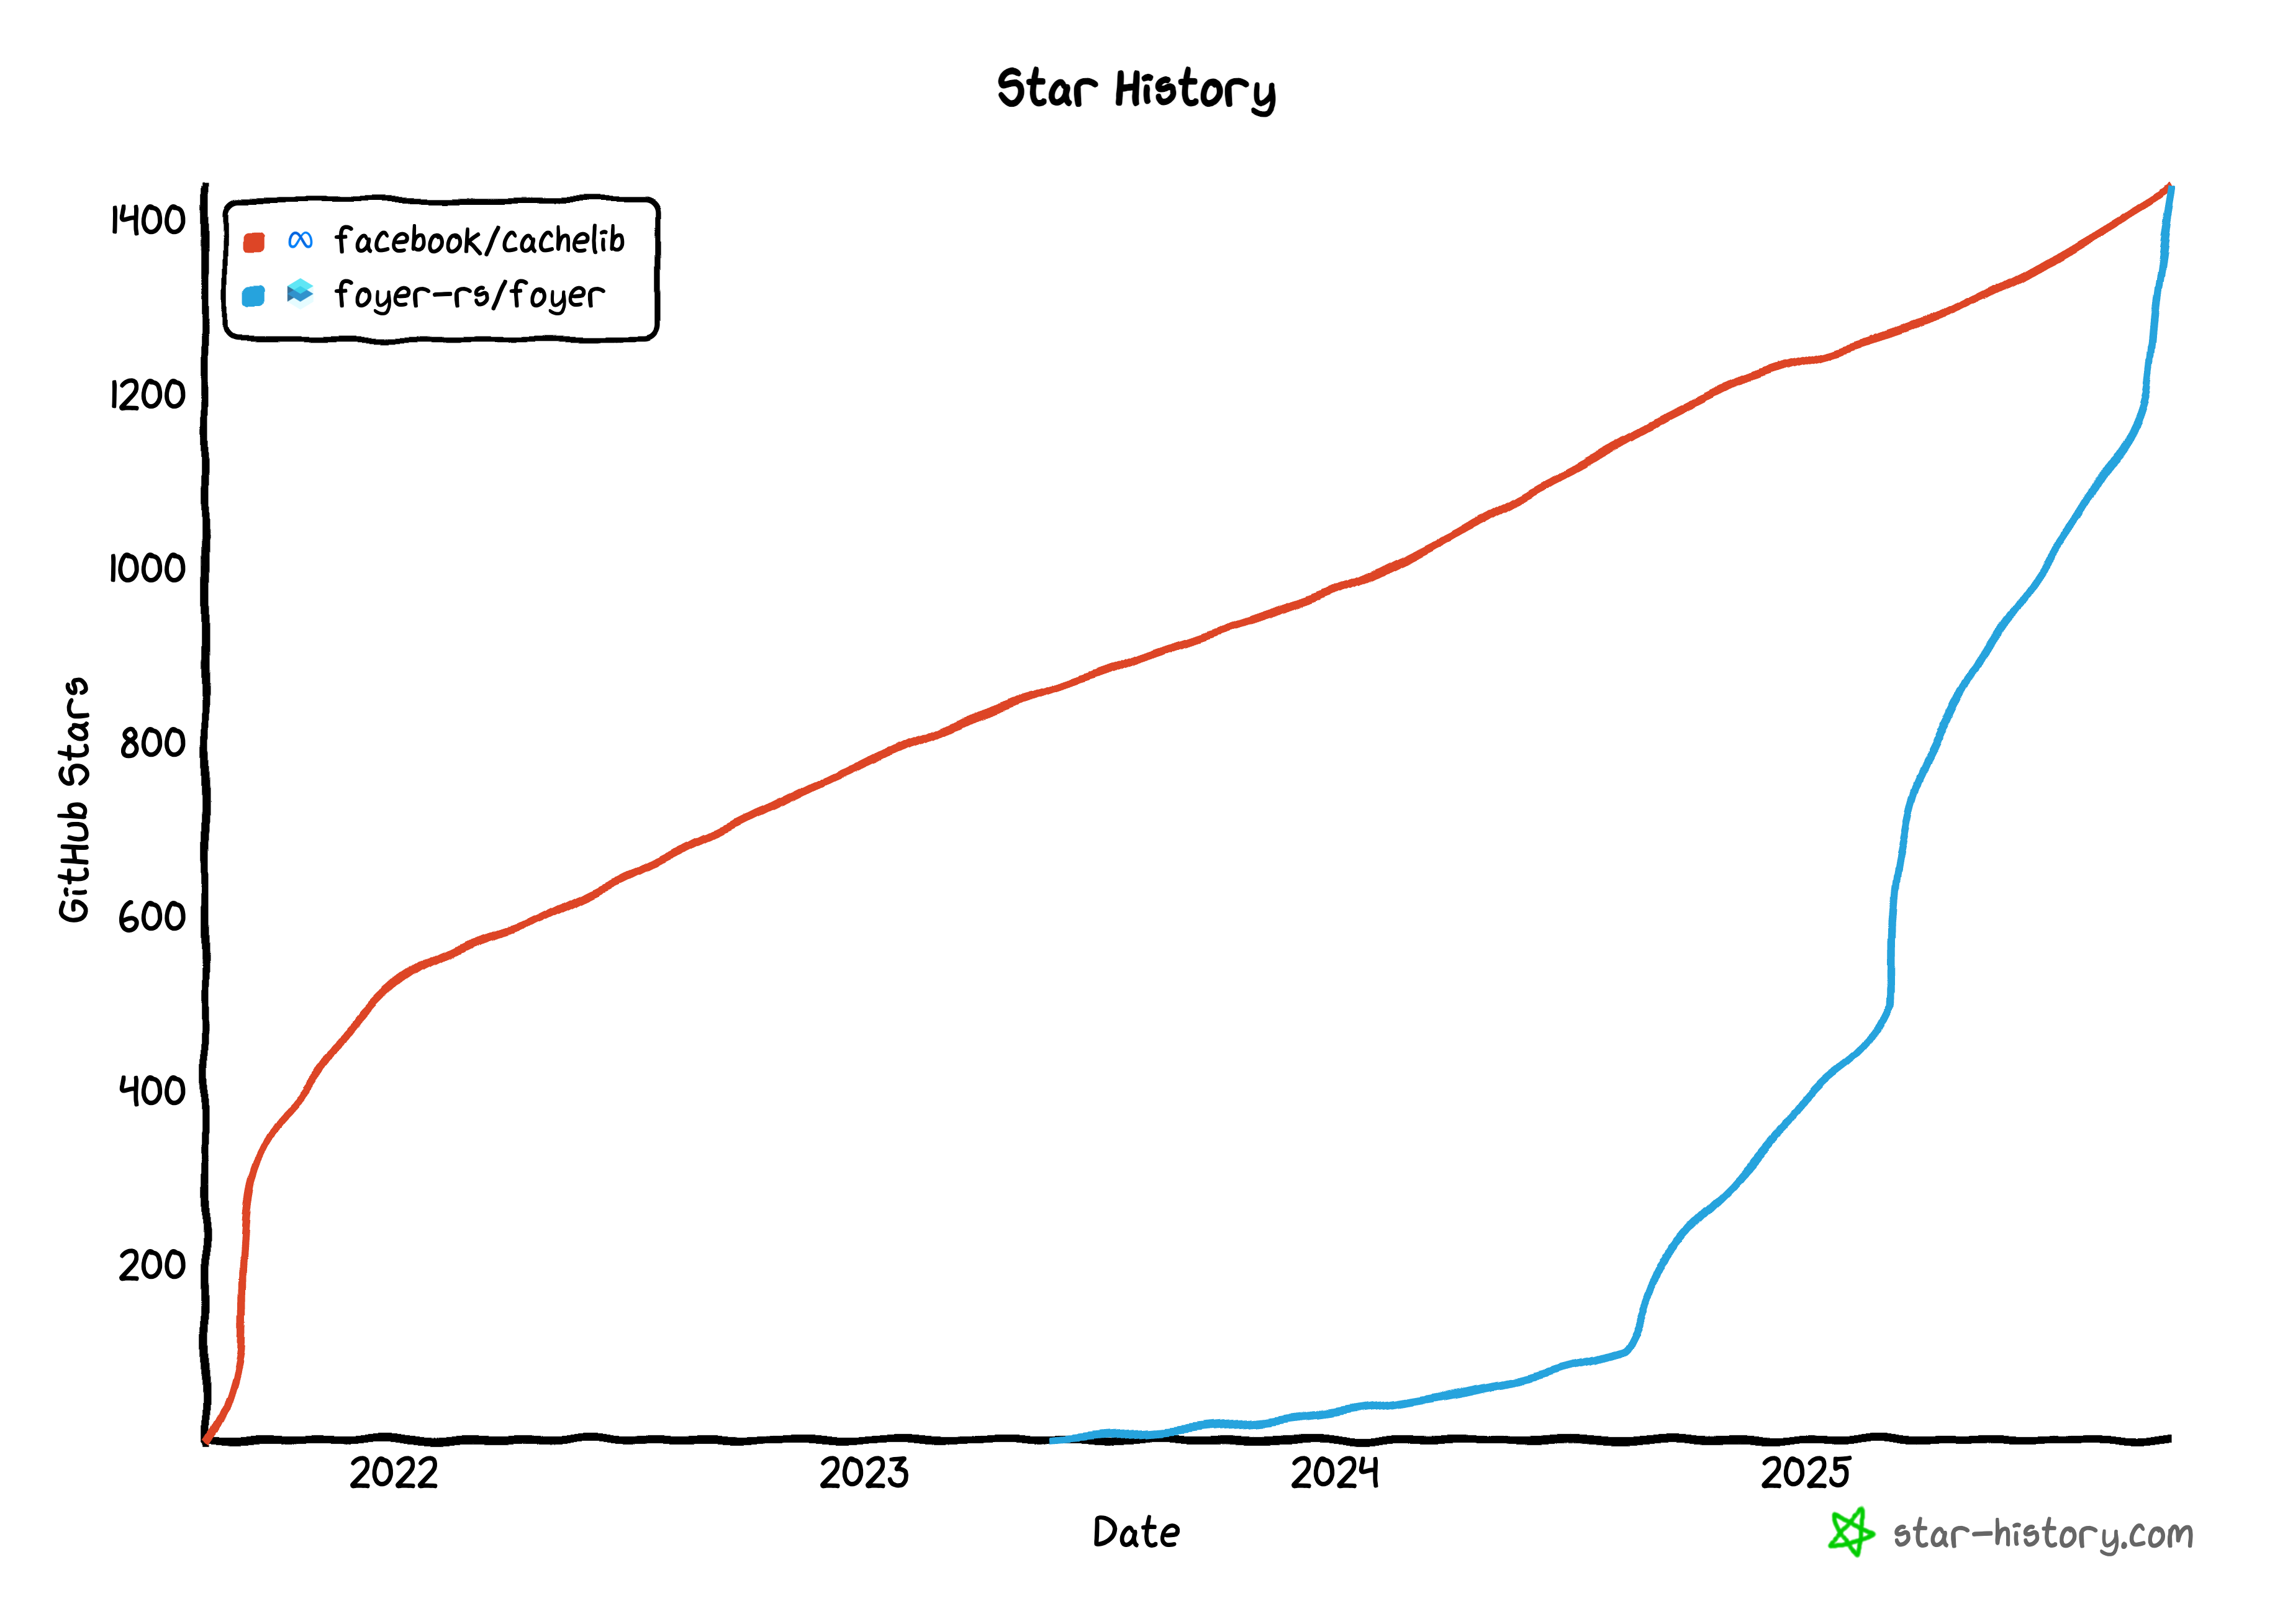 Star History
facebook/cachelib
foyer-rs/foyer
1400
1200
1000
800
600
400
200
GitHub Stars
2022
2023
2024
2025
Date
star-history.com